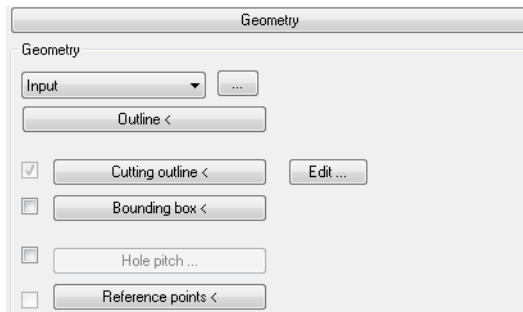 Geometry
Geometry
Input
...
Outline <
Cutting outline <
Edit ...
Bounding box <
Hole pitch ...
Reference points <